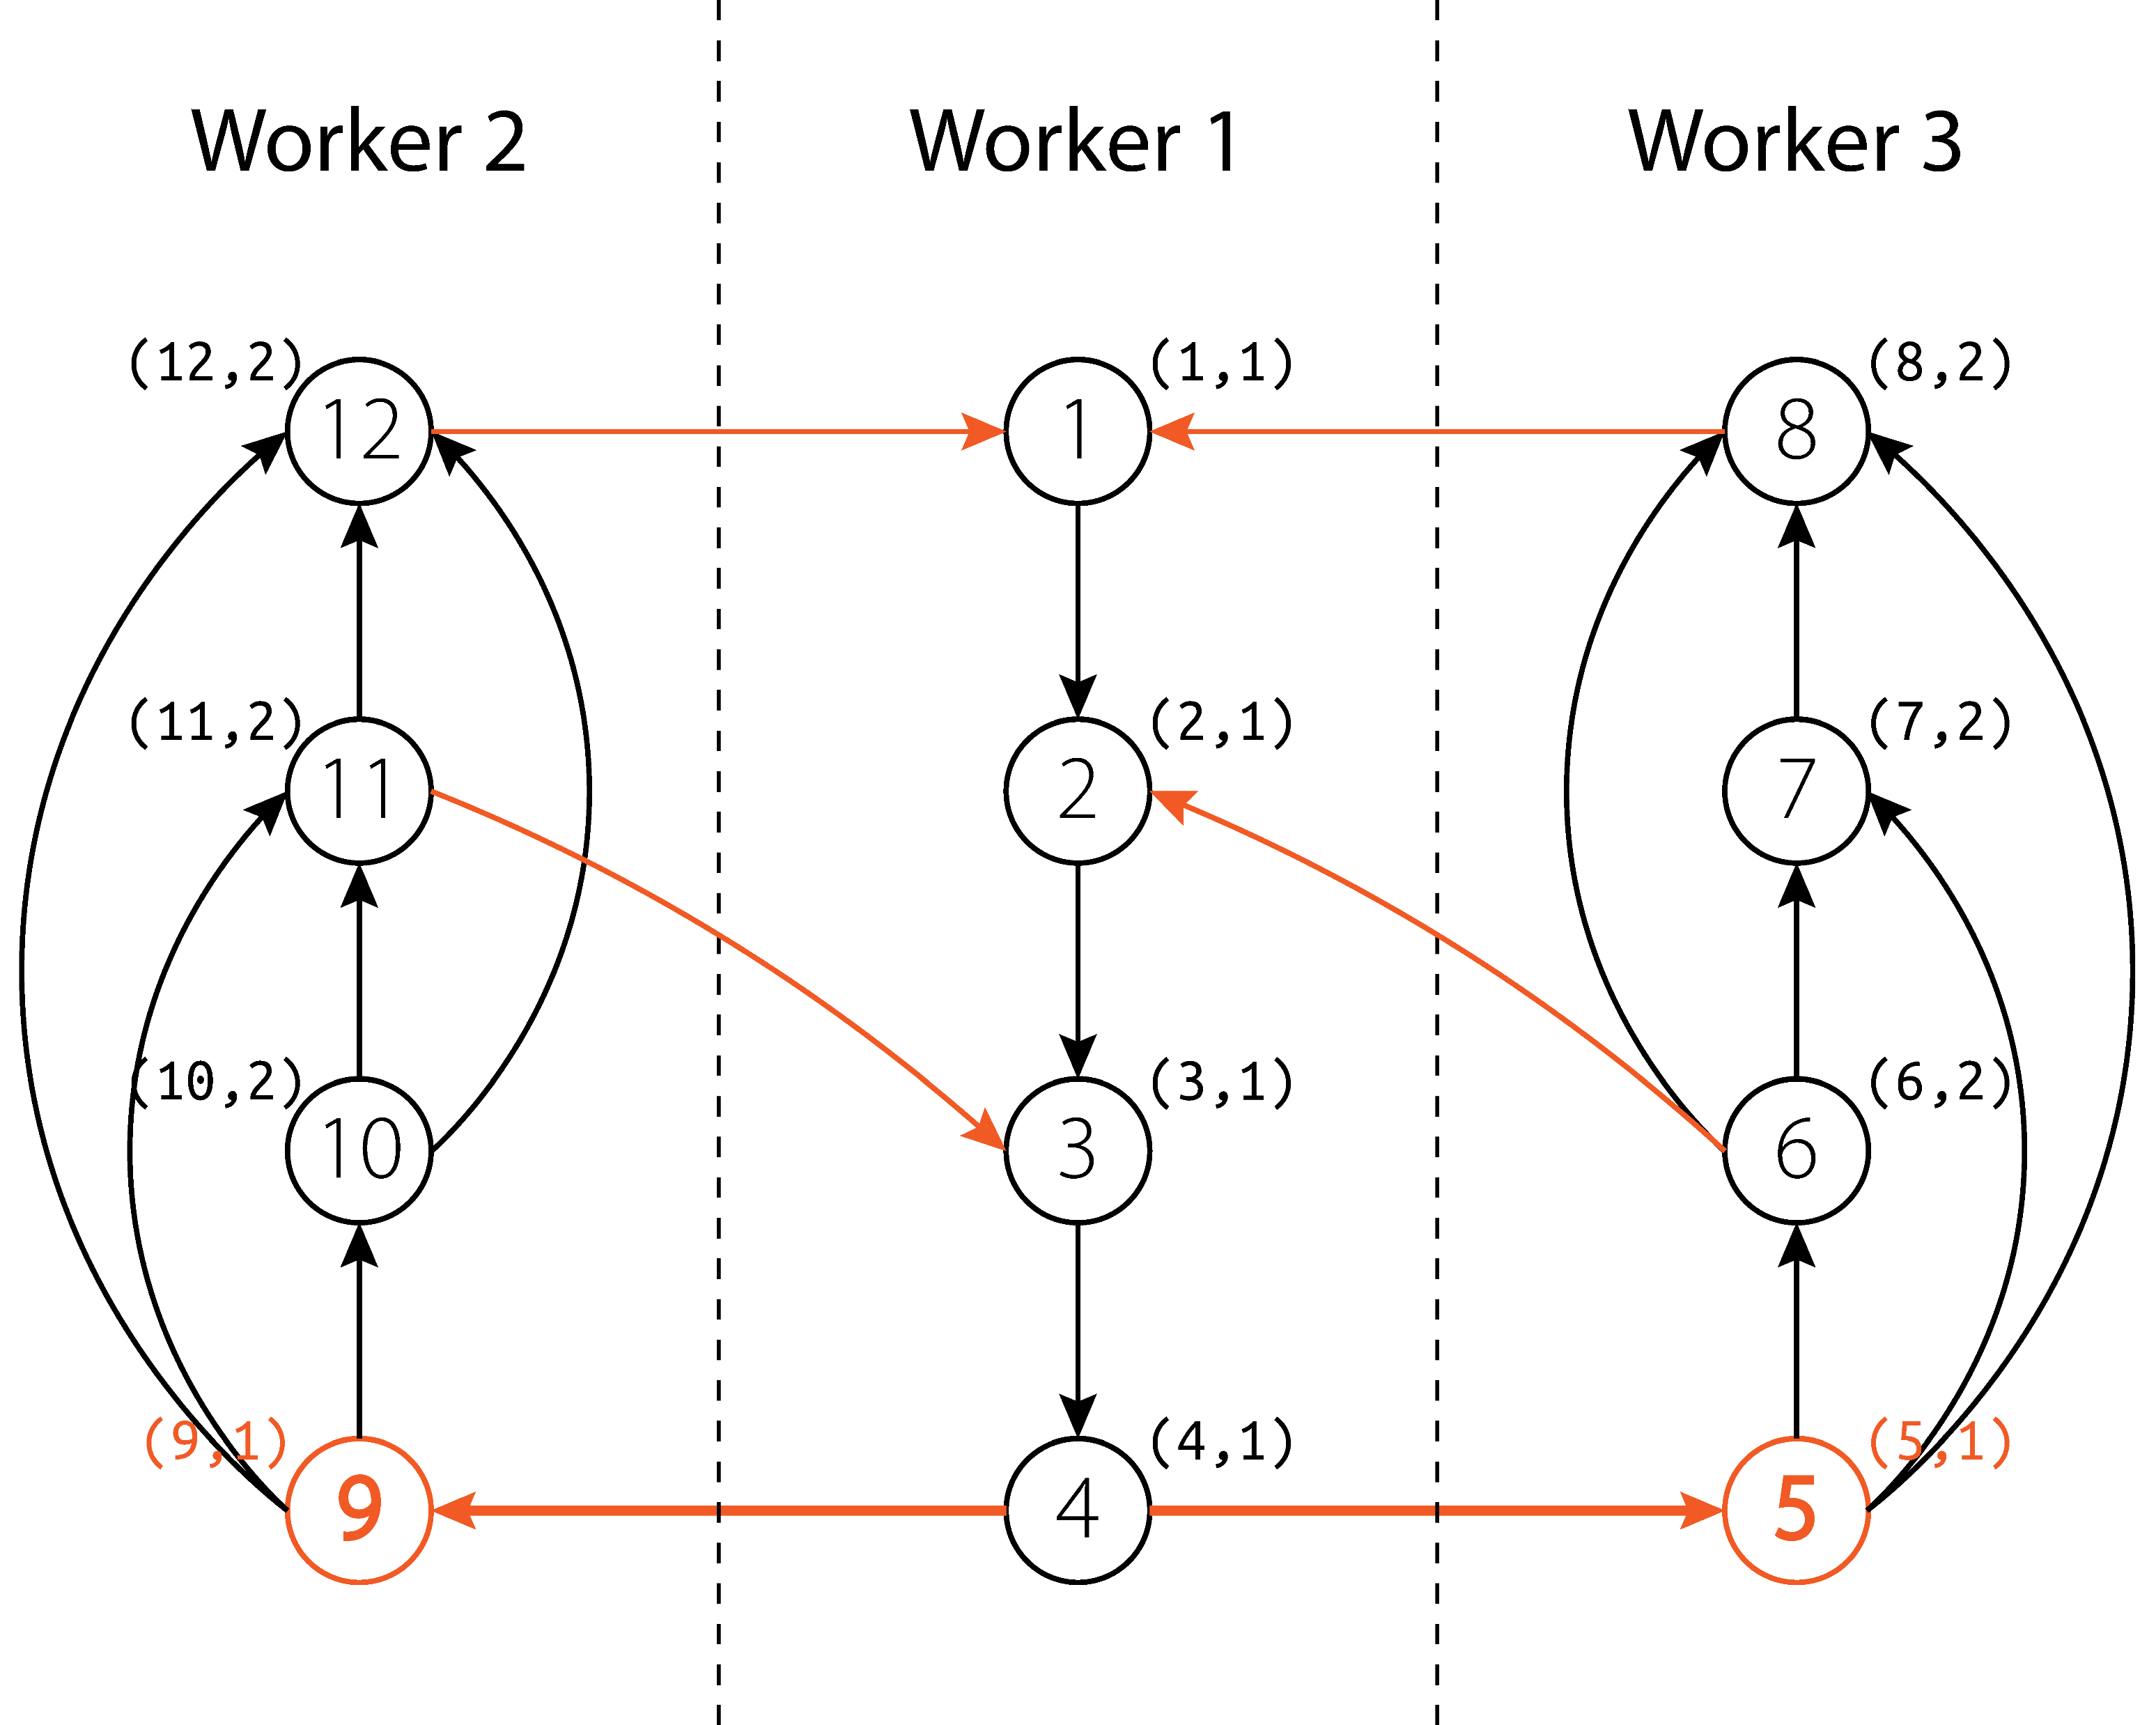 Worker 2 Worker 1 Worker 3
(12,2) (1,1) (8,2)
12 1 8
(11,2) (2,1) (7,2)
11 2 7
(10,2) (3,1) (6,2)
10 3 6
(9,1) (4,1) (5,1)
9 4 5